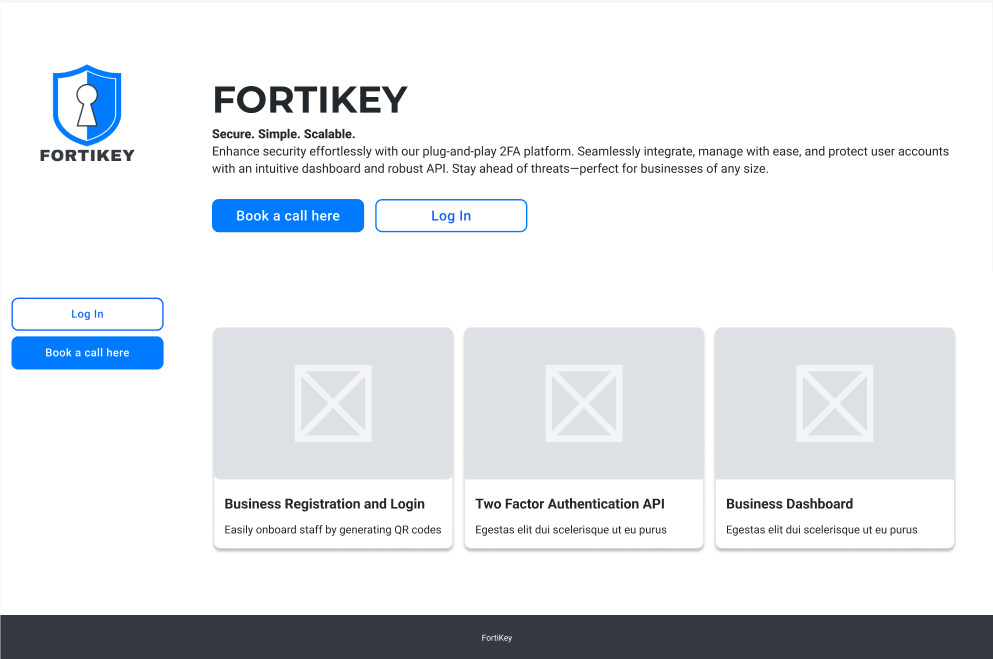 FORTIKEY
FORTIKEY
Secure. Simple. Scalable.
Enhance security effortlessly with our plug-and-play 2FA platform. Seamlessly integrate, manage with ease, and protect user accounts
with an intuitive dashboard and robust API. Stay ahead of threats—perfect for businesses of any size.
Book a call here
Log In
Log In
Book a call here
Business Registration and Login
Easily onboard staff by generating QR codes
Two Factor Authentication API
Egestas elit dui scelerisque ut eu purus
Business Dashboard
Egestas elit dui scelerisque ut eu purus
FortiKey